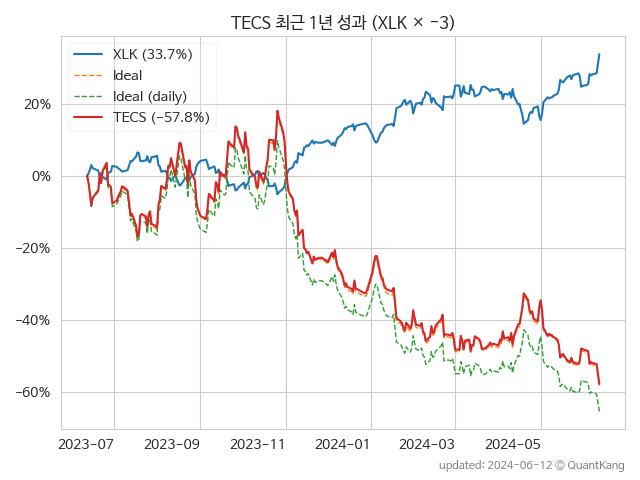 TECS 최근 1년 성과 (XLK × −3)
XLK (33.7%)
Ideal
Ideal (daily)
TECS (−57.8%)
20%
0%
−20%
−40%
−60%
2023-07 2023-09 2023-11 2024-01 2024-03 2024-05
updated: 2024-06-12 © QuantKang